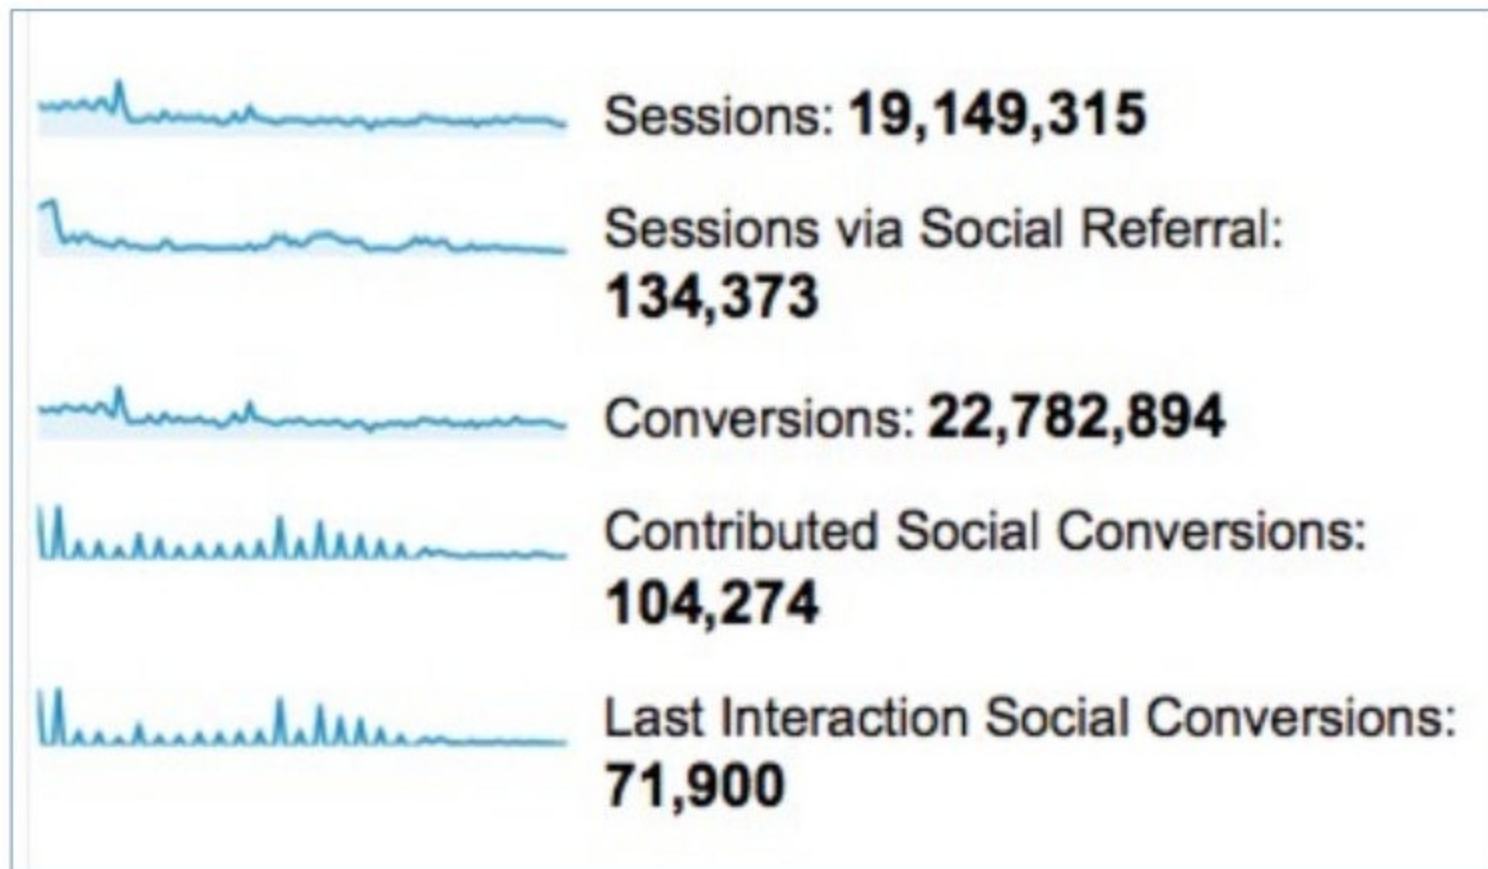 Sessions: 19,149,315
Sessions via Social Referral:
134,373
Conversions: 22,782,894
Contributed Social Conversions:
104,274
Last Interaction Social Conversions:
71,900